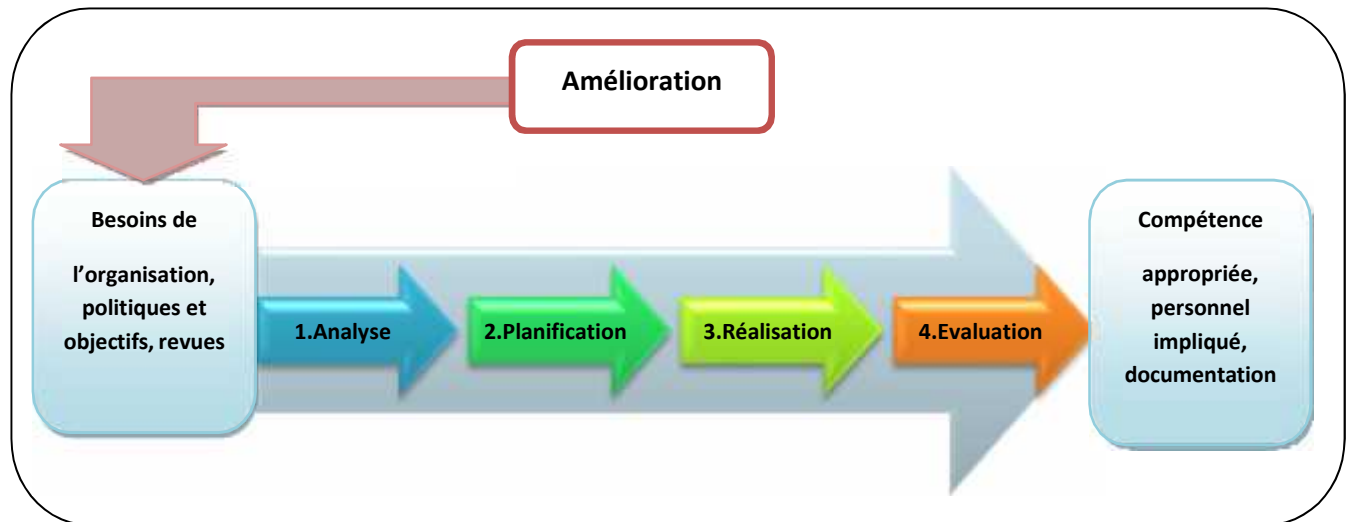 Amélioration
Besoins de
l’organisation,
politiques et
objectifs, revues
1.Analyse
2.Planification
3.Réalisation
4.Evaluation
Compétence
appropriée,
personnel
impliqué,
documentation